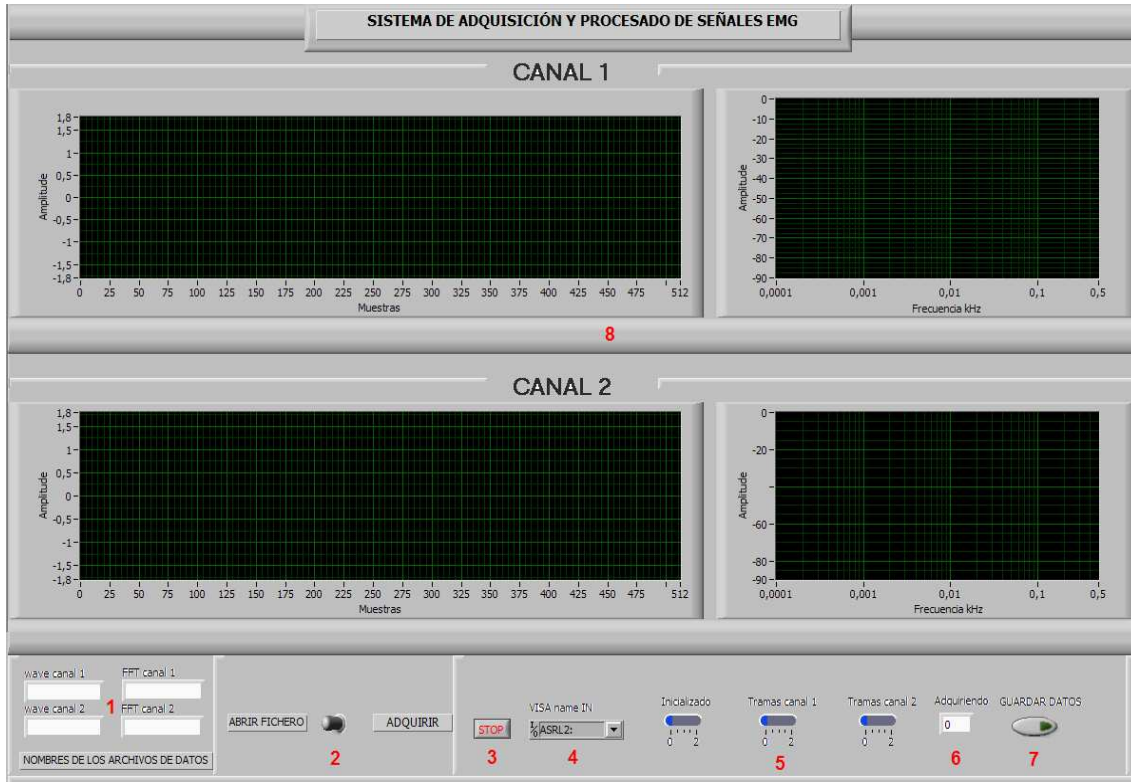 SISTEMA DE ADQUISICIÓN Y PROCESADO DE SEÑALES EMG
CANAL 1
Amplitude
1,8
1,5
1
0,5
0
-0,5
-1
-1,5
-1,8
0 25 50 75 100 125 150 175 200 225 250 275 300 325 350 375 400 425 450 475 512
Muestras
Amplitude
0
-10
-20
-30
-40
-50
-60
-70
-80
-90
0,0001 0,001 0,01 0,1 0,5
Frecuencia kHz
8
CANAL 2
Amplitude
1,8
1,5
1
0,5
0
-0,5
-1
-1,5
-1,8
0 25 50 75 100 125 150 175 200 225 250 275 300 325 350 375 400 425 450 475 512
Muestras
Amplitude
0
-20
-60
-80
-90
0,0001 0,001 0,01 0,1 0,5
Frecuencia kHz
wave canal 1 FFT canal 1
wave canal 2 FFT canal 2
1
NOMBRES DE LOS ARCHIVOS DE DATOS
ABRIR FICHERO ADQUIRIR
2
STOP
3
VISA name IN
ASRL2:
4
Inicializado
0 2
Tramas canal 1
0 2
Tramas canal 2
0 2
5
Adquiriendo
0
6
GUARDAR DATOS
7